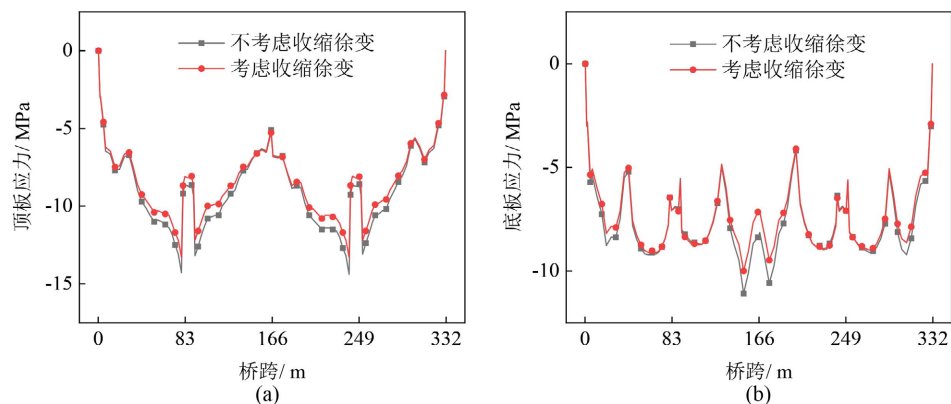 (a)
不考虑收缩徐变
考虑收缩徐变
0
-5
-10
-15
顶板应力/ MPa
0
83
166
249
332
桥跨/ m
(a)
(b)
不考虑收缩徐变
考虑收缩徐变
0
-5
-10
底板应力/ MPa
0
83
166
249
332
桥跨/ m
(b)